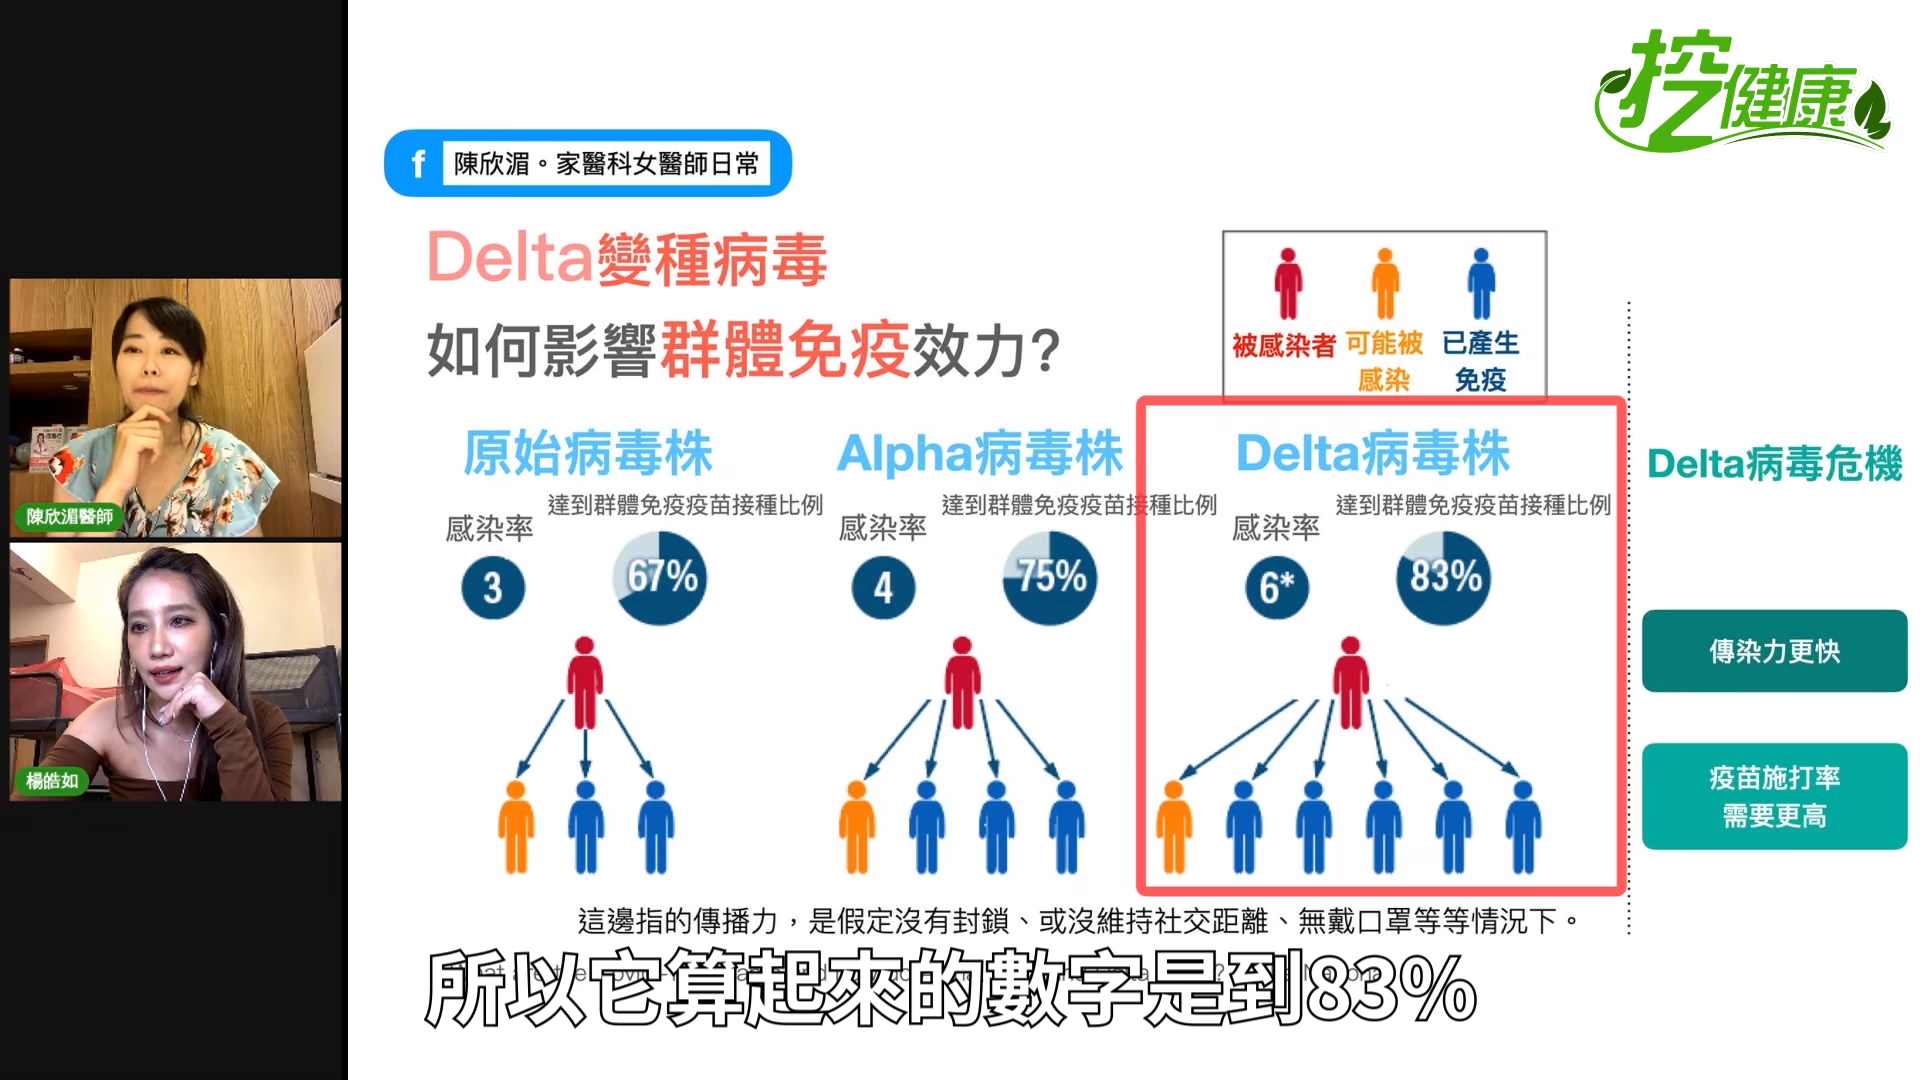 挖健康
f 陳欣湄。家醫科女醫師日常
Delta變種病毒
如何影響群體免疫效力?
被感染者
可能被
感染
已產生
免疫
原始病毒株
感染率
達到群體免疫疫苗接種比例
3
67%
Alpha病毒株
感染率
達到群體免疫疫苗接種比例
4
75%
Delta病毒株
感染率
達到群體免疫疫苗接種比例
6*
83%
Delta病毒危機
傳染力更快
疫苗施打率
需要更高
陳欣湄醫師
楊皓如
這邊指的傳播力，是假定沒有封鎖、或沒維持社交距離、無戴口罩等等情況下。
所以它算起來的數字是到83%